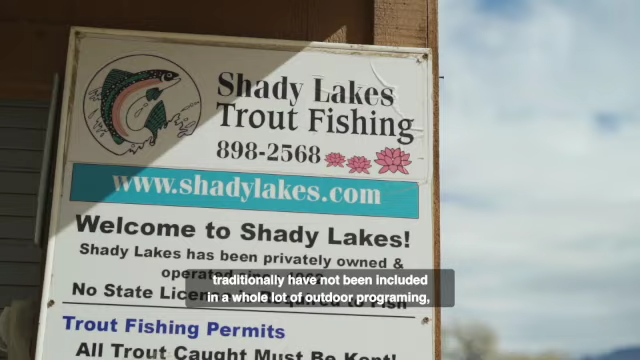 Shady Lakes
Trout Fishing
898-2568
www.shadylakes.com
Welcome to Shady Lakes!
Shady Lakes has been privately owned &
traditionally have not been included
in a whole lot of outdoor programing,
No State
Fish
Trout Fishing Permits
All Trout Caught Must Be Kept!